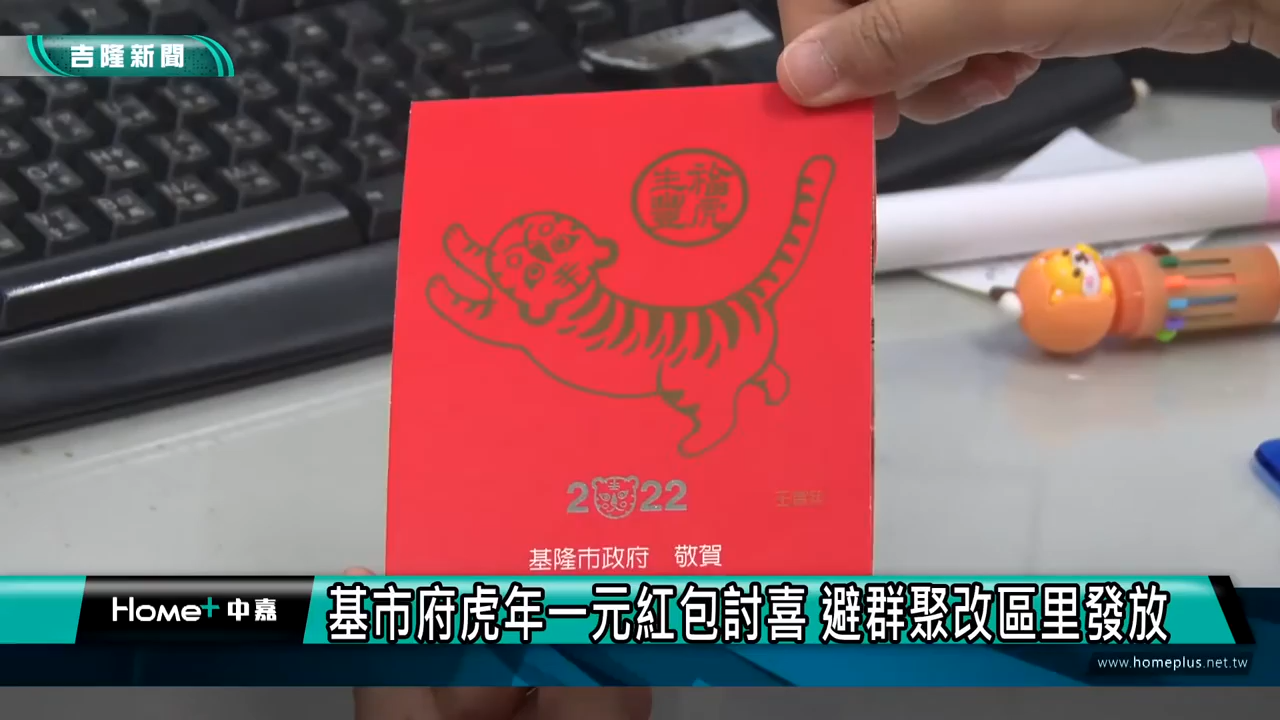 吉隆新聞
福虎
生豐
2022
基隆市政府 敬賀
Home+中嘉
基市府虎年一元紅包討喜 避群聚改區里發放
www.homeplus.net.tw